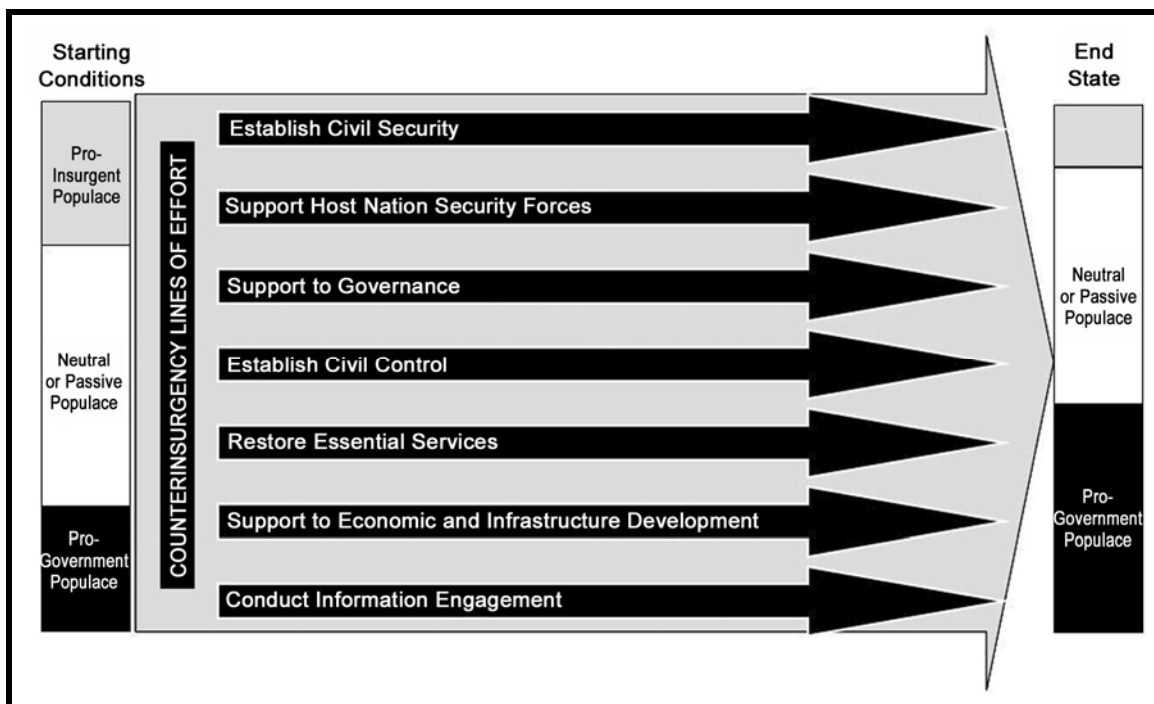 Starting
Conditions
Pro-
Insurgent
Populace
Neutral
or Passive
Populace
Pro-
Government
Populace
COUNTERINSURGENCY LINES OF EFFORT
Establish Civil Security
Support Host Nation Security Forces
Support to Governance
Establish Civil Control
Restore Essential Services
Support to Economic and Infrastructure Development
Conduct Information Engagement
End
State
Neutral
or Passive
Populace
Pro-
Government
Populace